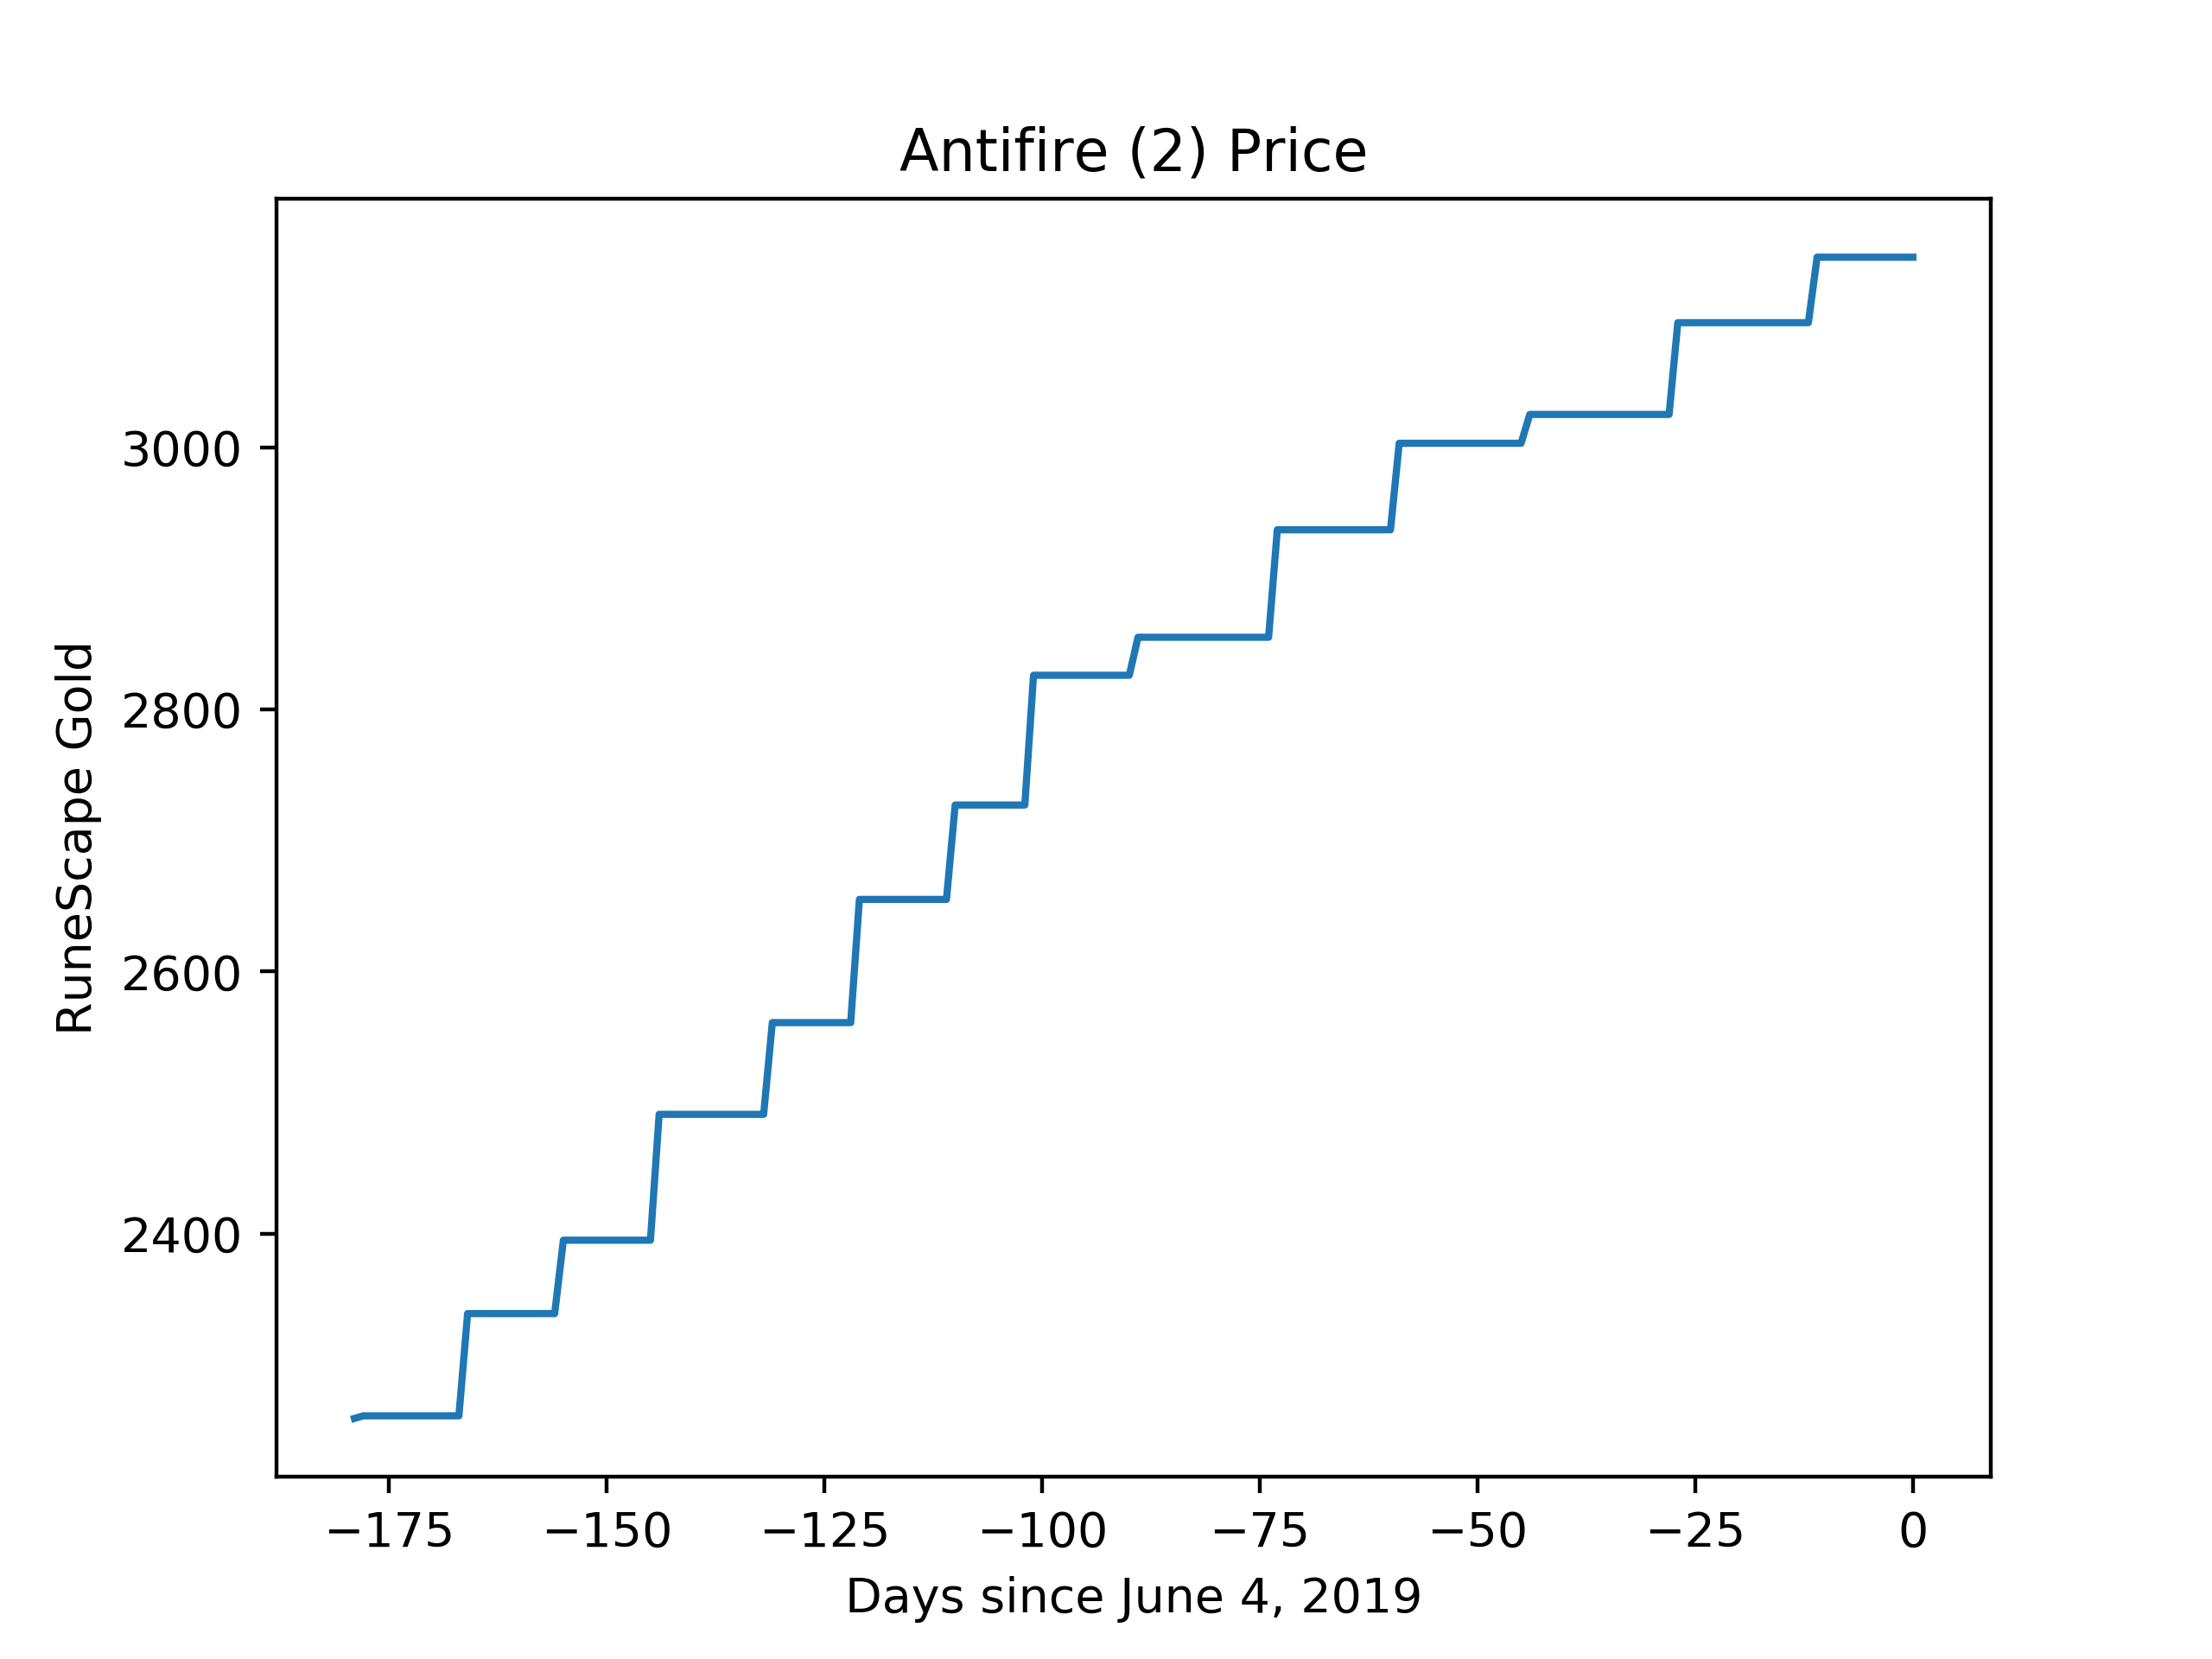 Antifire (2) Price
RuneScape Gold
3000
2800
2600
2400
−175 −150 −125 −100 −75 −50 −25 0
Days since June 4, 2019